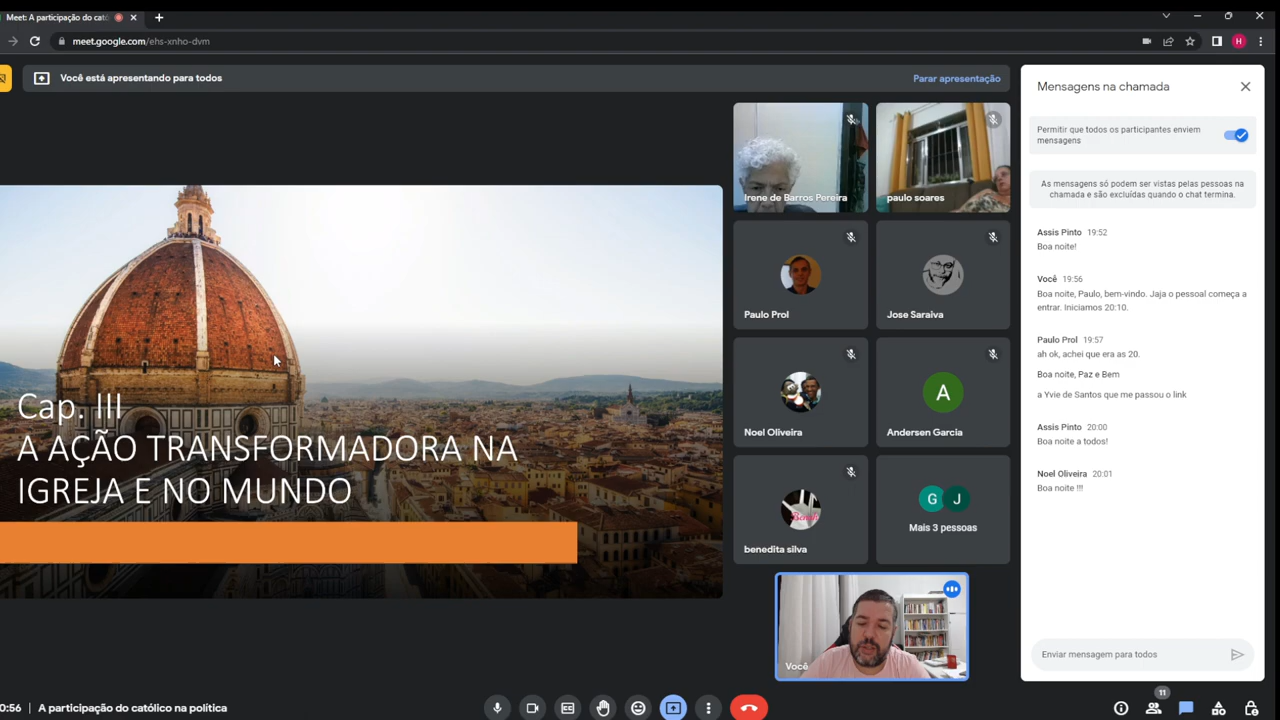 Meet: A participação do cató
meet.google.com/ehs-xnho-dvm
H
Você está apresentando para todos
Parar apresentação
Cap. III
A AÇÃO TRANSFORMADORA NA
IGREJA E NO MUNDO
Irene de Barros Pereira
paulo soares
Paulo Prol
Jose Saraiva
Noel Oliveira
A
Andersen Garcia
benedita silva
G J
Mais 3 pessoas
Você
Mensagens na chamada
Permitir que todos os participantes enviem
mensagens
As mensagens só podem ser vistas pelas pessoas na
chamada e são excluídas quando o chat termina.
Assis Pinto 19:52
Boa noite!
Você 19:56
Boa noite, Paulo, bem-vindo. Jaja o pessoal começa a
entrar. Iniciamos 20:10.
Paulo Prol 19:57
ah ok, achei que era as 20.
Boa noite, Paz e Bem
a Yvie de Santos que me passou o link
Assis Pinto 20:00
Boa noite a todos!
Noel Oliveira 20:01
Boa noite !!!
Enviar mensagem para todos
0:56 | A participação do católico na política
11